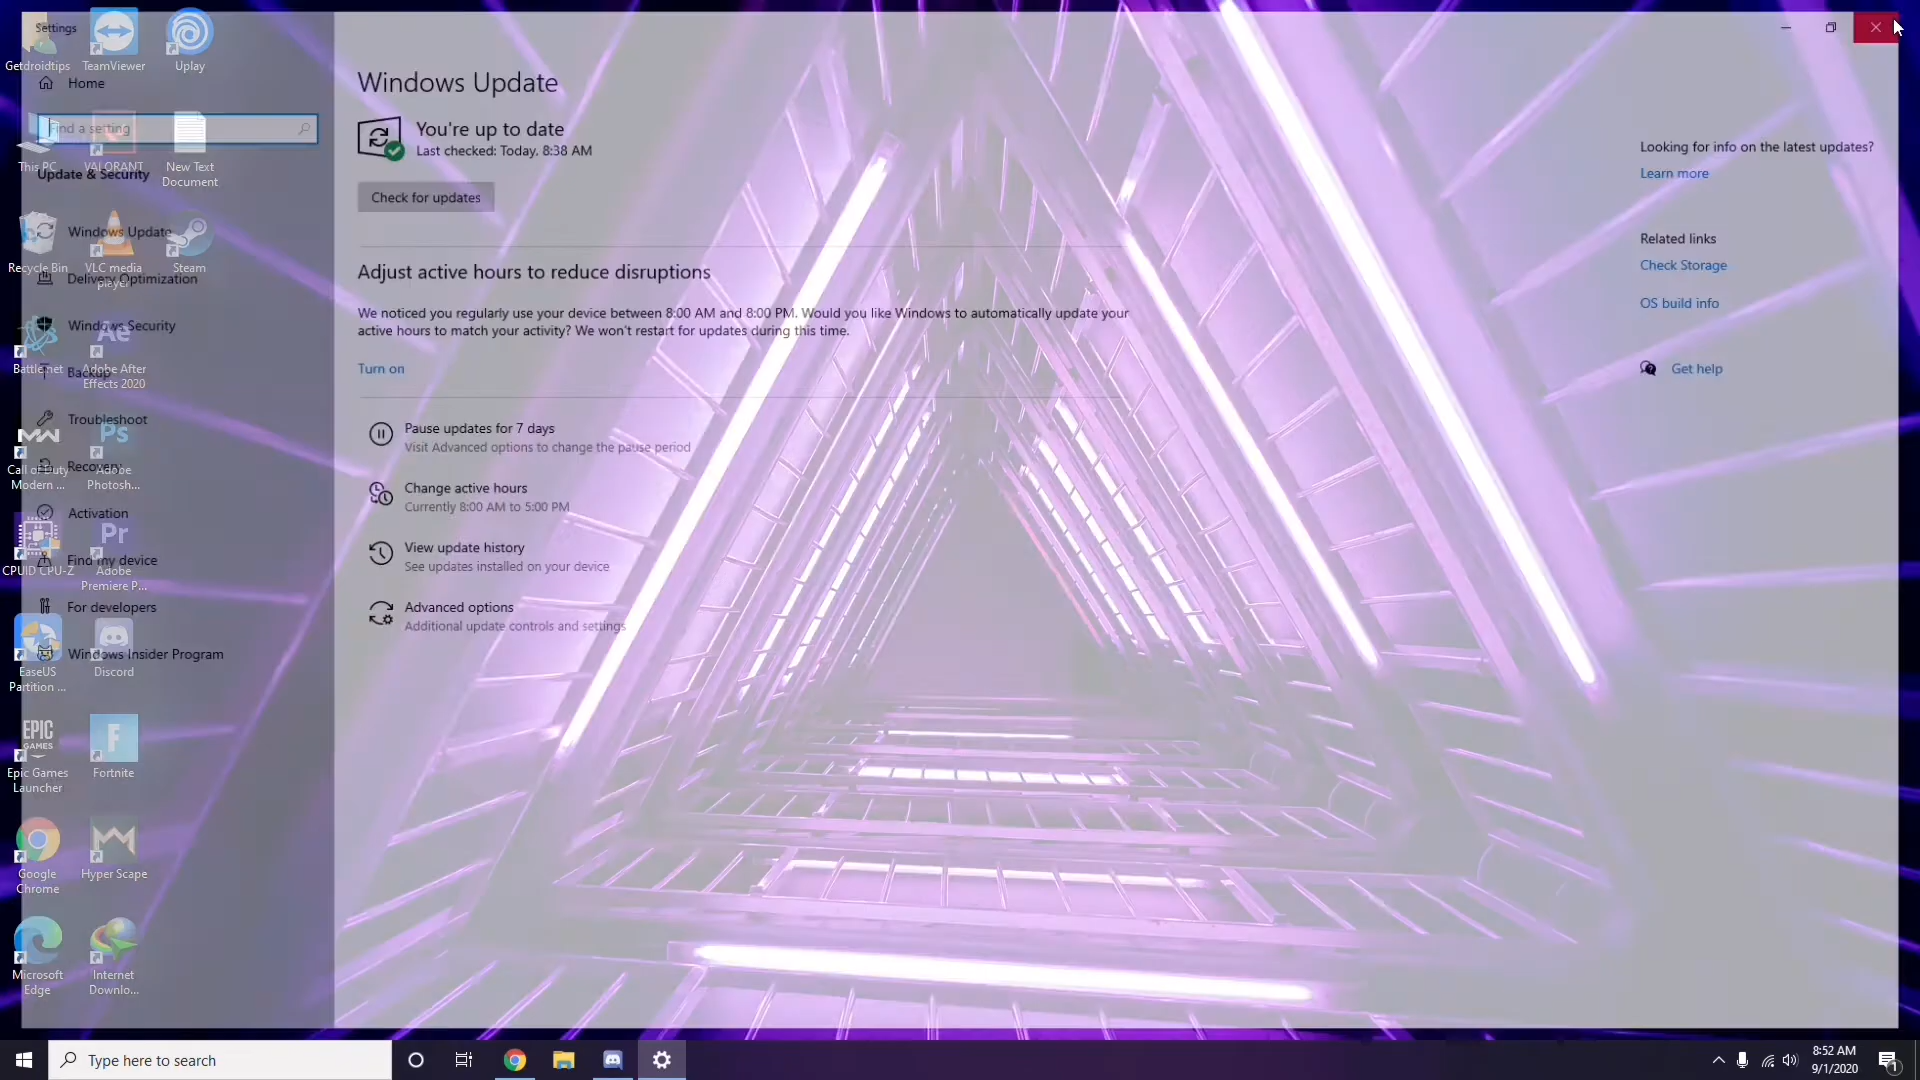 Settings
Home
Find a setting
Update & Security
Windows Update
Delivery Optimization
Windows Security
Backup
Troubleshoot
Recovery
Activation
Find my device
For developers
Windows Insider Program
Windows Update
You're up to date
Last checked: Today, 8:38 AM
Check for updates
Adjust active hours to reduce disruptions
We noticed you regularly use your device between 8:00 AM and 8:00 PM. Would you like Windows to automatically update your
active hours to match your activity? We won't restart for updates during this time.
Turn on
Pause updates for 7 days
Visit Advanced options to change the pause period
Change active hours
Currently 8:00 AM to 5:00 PM
View update history
See updates installed on your device
Advanced options
Additional update controls and settings
Looking for info on the latest updates?
Learn more
Related links
Check Storage
OS build info
Get help
Getdroidtips
TeamViewer
Uplay
This PC
VALORANT
New Text
Document
Recycle Bin
VLC media
player
Steam
Battle.net
Ae
Adobe After
Effects 2020
MW
Call of Duty
Modern ...
Ps
Adobe
Photosh...
CPUID CPU-Z
Pr
Adobe
Premiere P...
EaseUS
Partition ...
Discord
EPIC
GAMES
Epic Games
Launcher
F
Fortnite
Google
Chrome
Hyper Scape
Microsoft
Edge
Internet
Downlo...
Type here to search
8:52 AM
9/1/2020
1